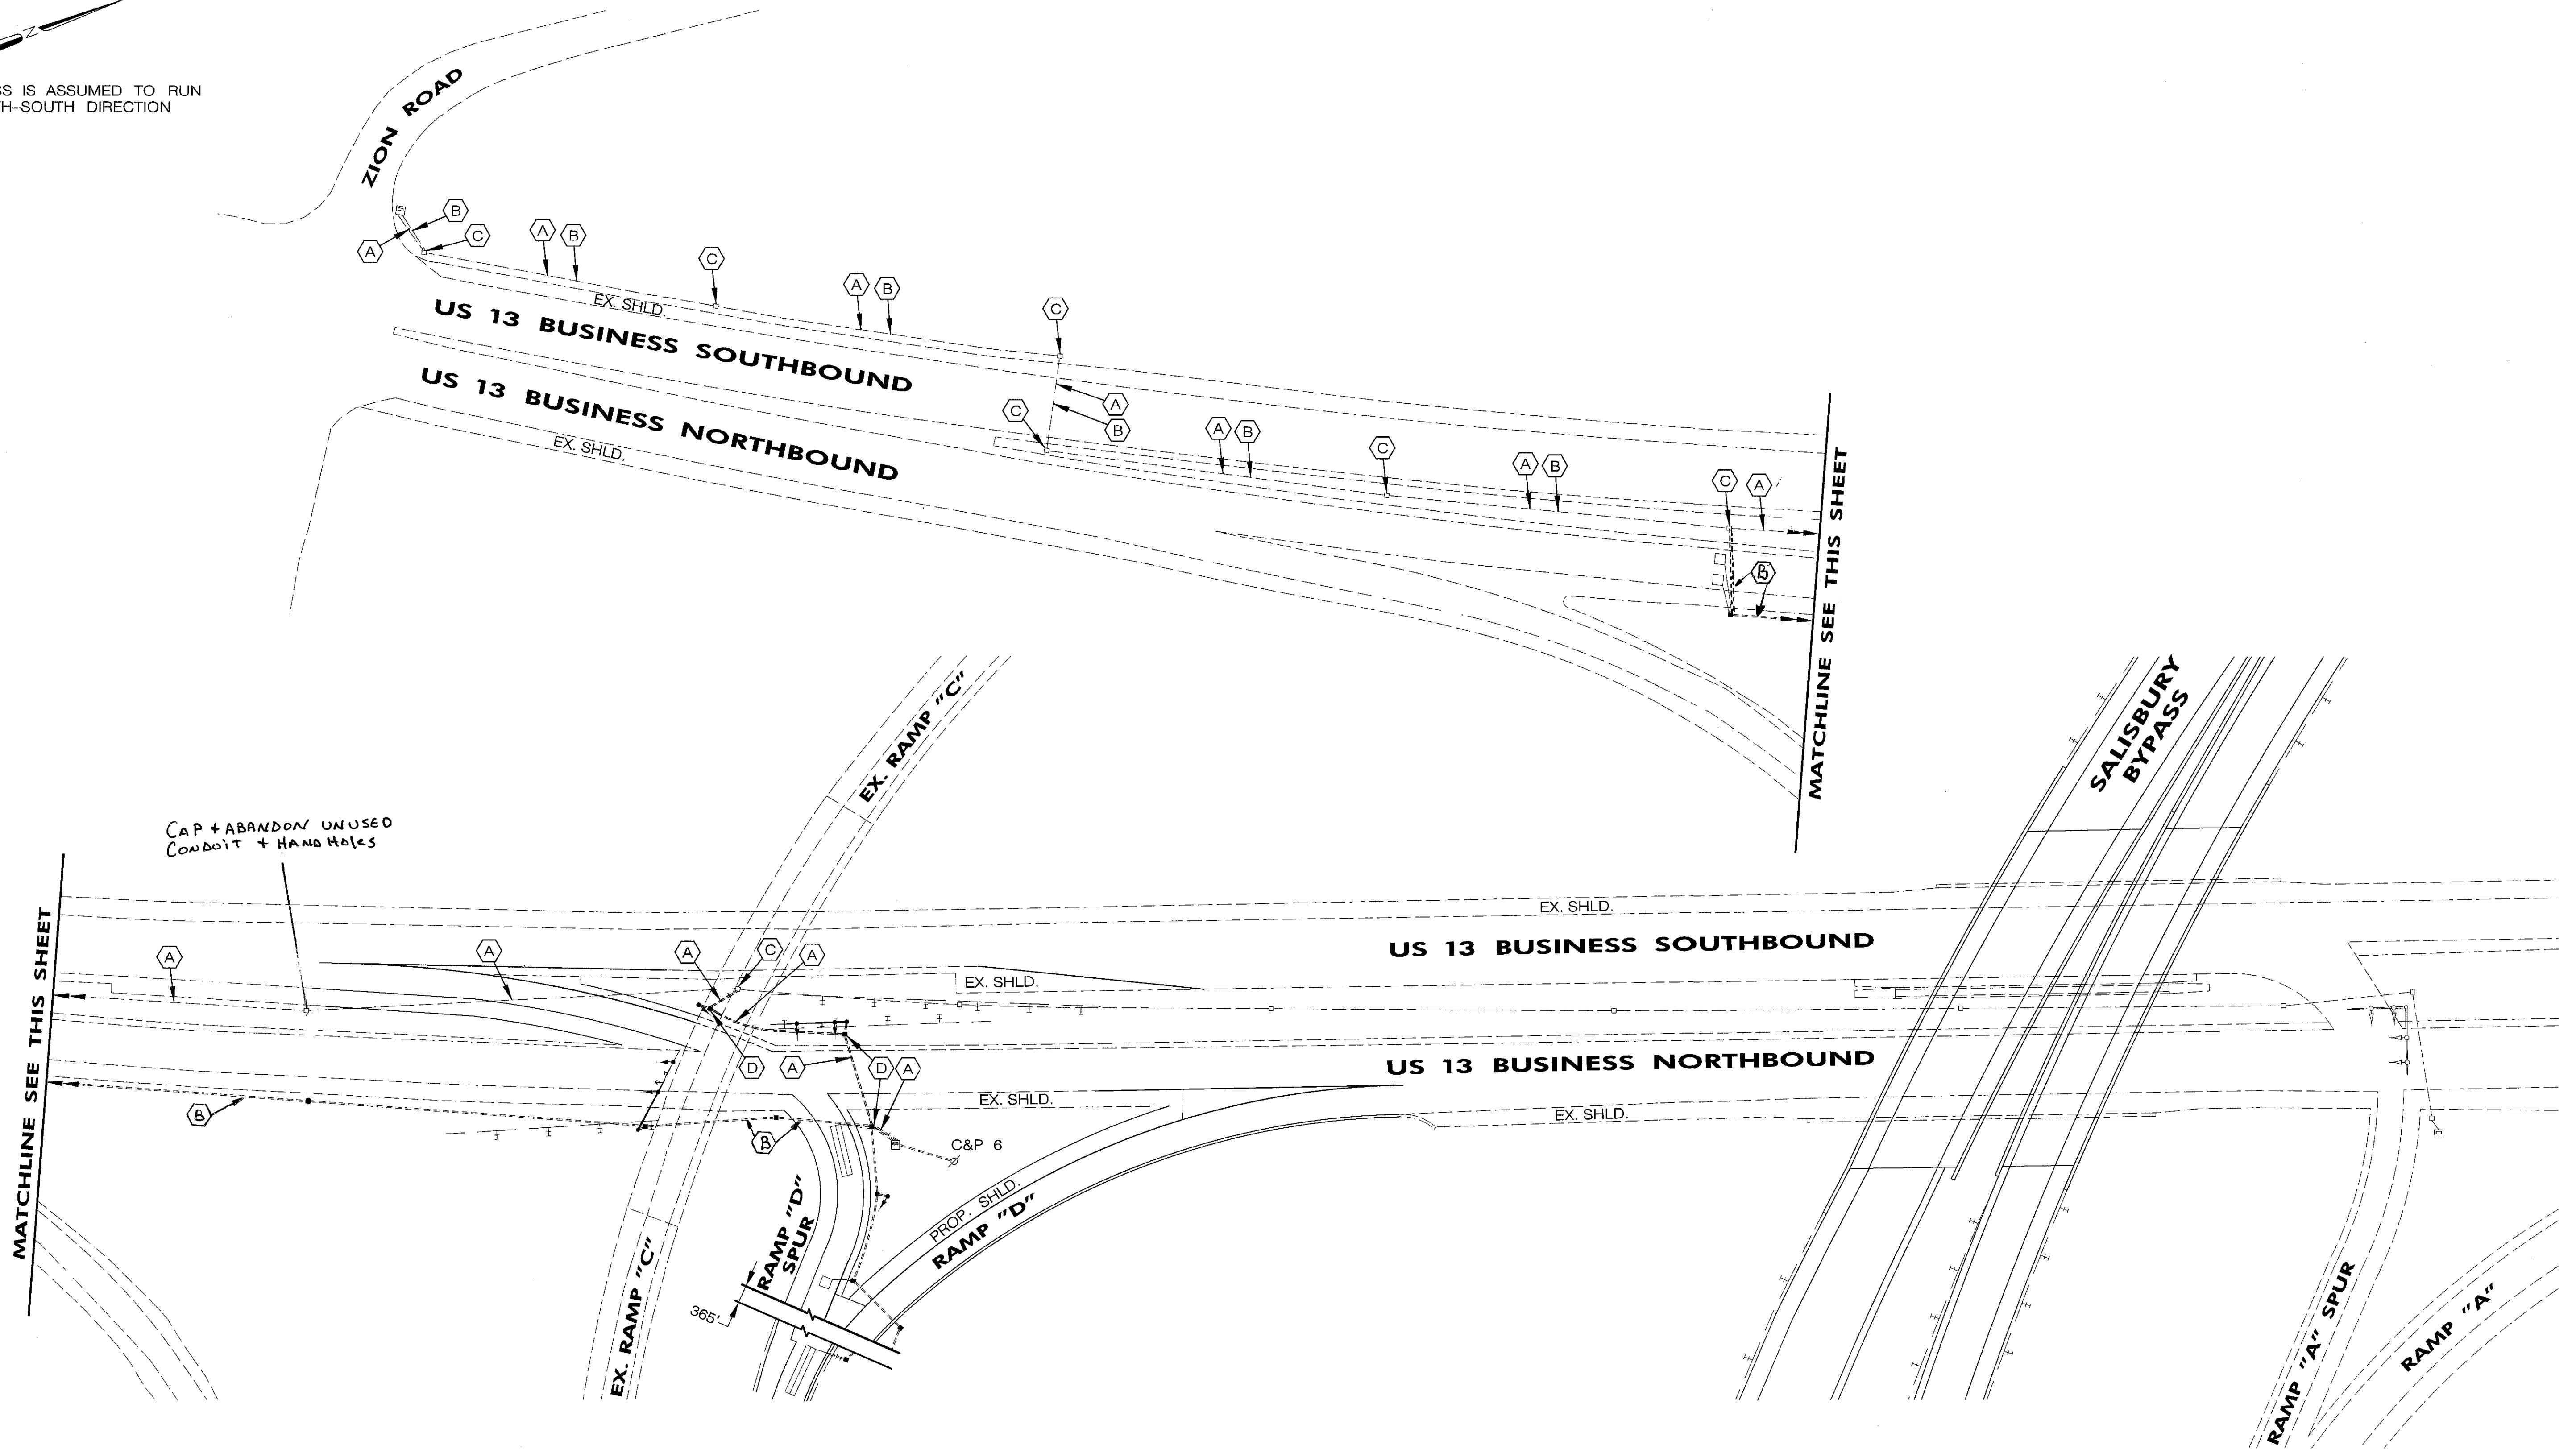 N
SS IS ASSUMED TO RUN
TH-SOUTH DIRECTION
ZION ROAD
B
C
A
A
B
C
A
B
C
EX. SHLD.
US 13 BUSINESS SOUTHBOUND
US 13 BUSINESS NORTHBOUND
EX. SHLD.
A
B
C
A
B
C
A
B
C
A
B
MATCHLINE SEE THIS SHEET
EX. RAMP "C"
SALISBURY
BYPASS
CAP + ABANDON UNUSED
CONDUIT + HAND HOLES
MATCHLINE SEE THIS SHEET
EX. SHLD.
US 13 BUSINESS SOUTHBOUND
A
A
A
C
A
EX. SHLD.
D
A
D
A
US 13 BUSINESS NORTHBOUND
EX. SHLD.
EX. SHLD.
B
B
C&P 6
RAMP "D"
SPUR
PROP. SHLD.
RAMP "D"
EX. RAMP "C"
365'
RAMP "A" SPUR
RAMP "A"